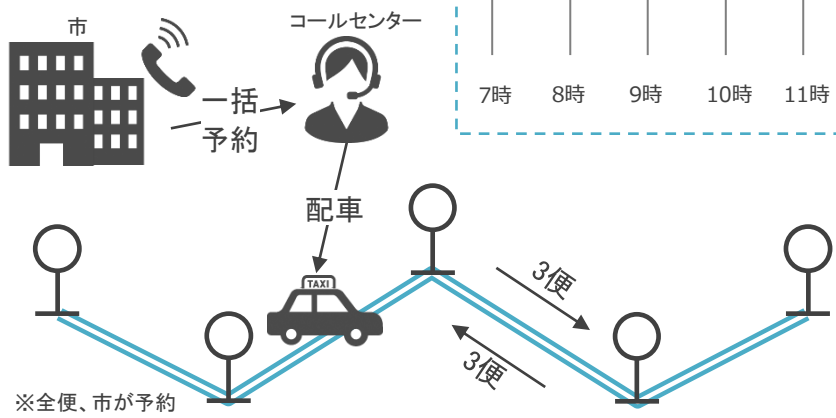 市
コールセンター
一括
予約
7時 8時 9時 10時 11時
配車
TAXI
3便
3便
※全便、市が予約